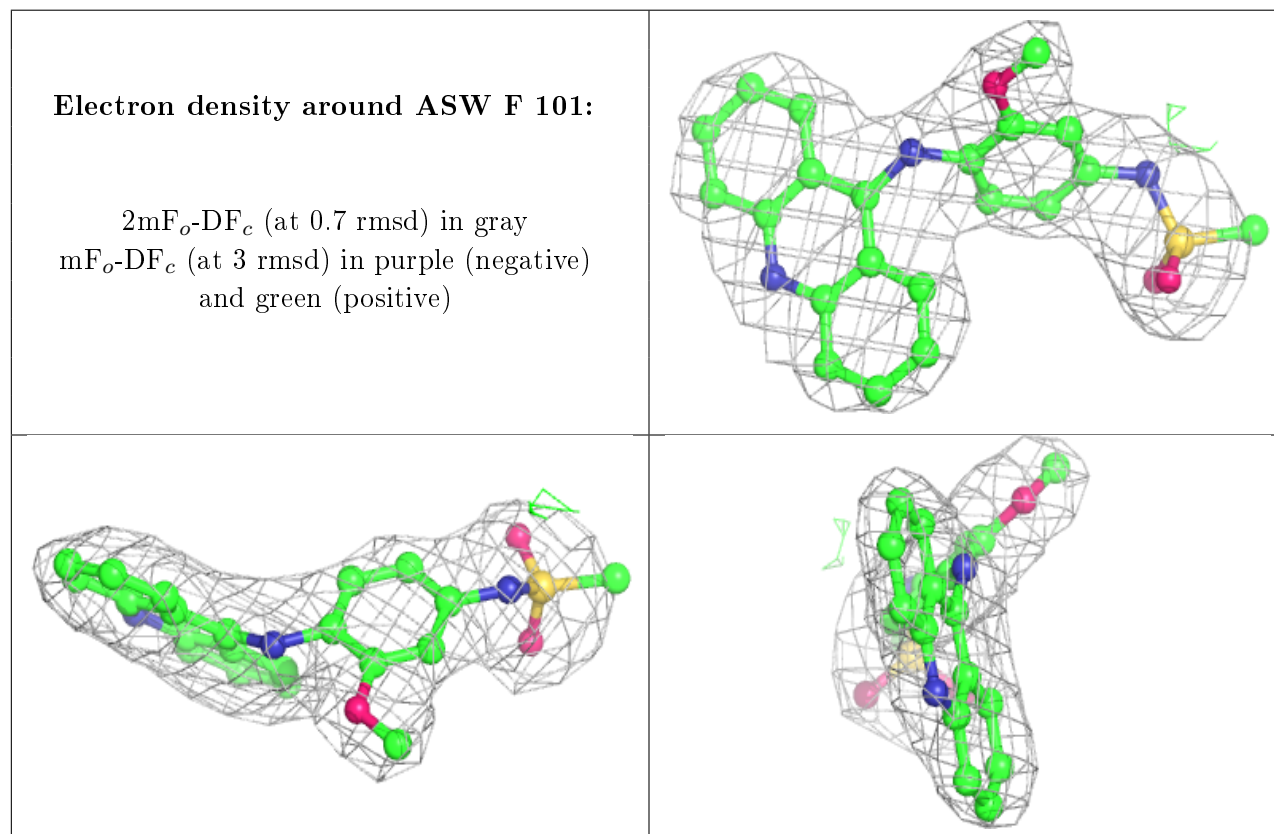 Electron density around ASW F 101:
2mFₒ-DF𝒸 (at 0.7 rmsd) in gray
mFₒ-DF𝒸 (at 3 rmsd) in purple (negative)
and green (positive)